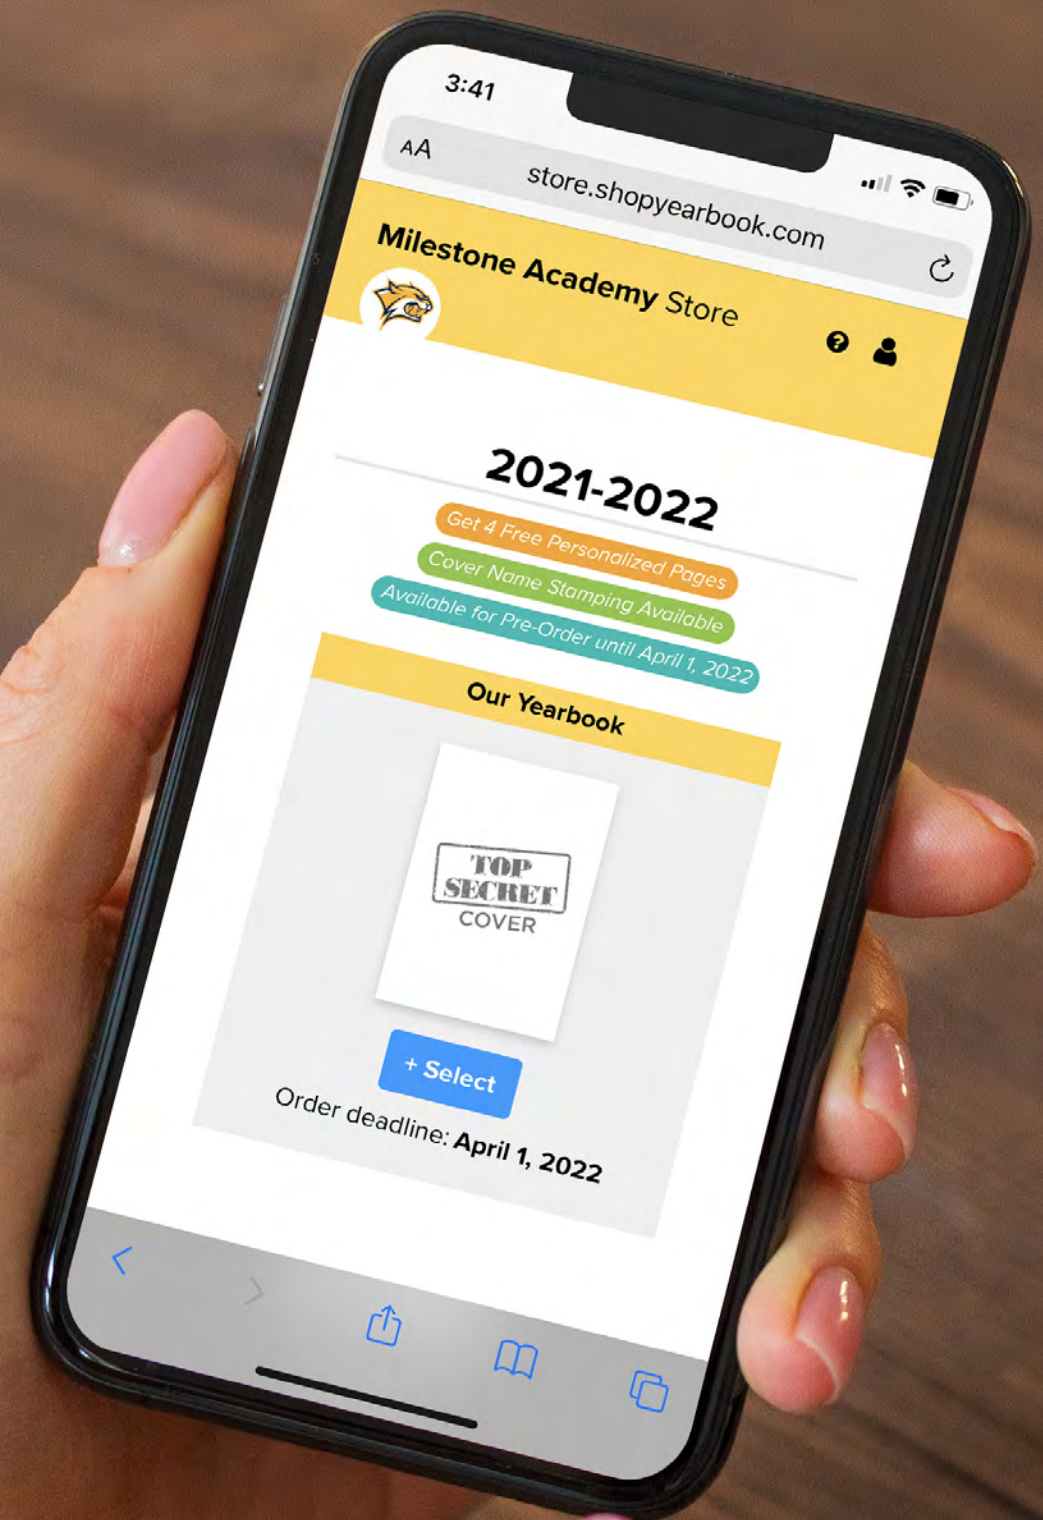 3:41
AA
store.shopyearbook.com
Milestone Academy Store
2021-2022
Get 4 Free Personalized Pages
Cover Name Stamping Available
Available for Pre-Order until April 1, 2022
Our Yearbook
TOP
SECRET
COVER
+ Select
Order deadline: April 1, 2022